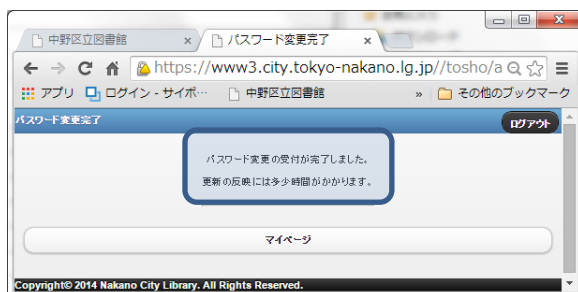 中野区立図書館
パスワード変更完了
https://www3.city.tokyo-nakano.lg.jp//tosho/a
アプリ ログイン - サイボ… 中野区立図書館 » その他のブックマーク
パスワード変更完了 ログアウト
パスワード変更の受付が完了しました。
更新の反映には多少時間がかかります。
マイページ
Copyright© 2014 Nakano City Library. All Rights Reserved.